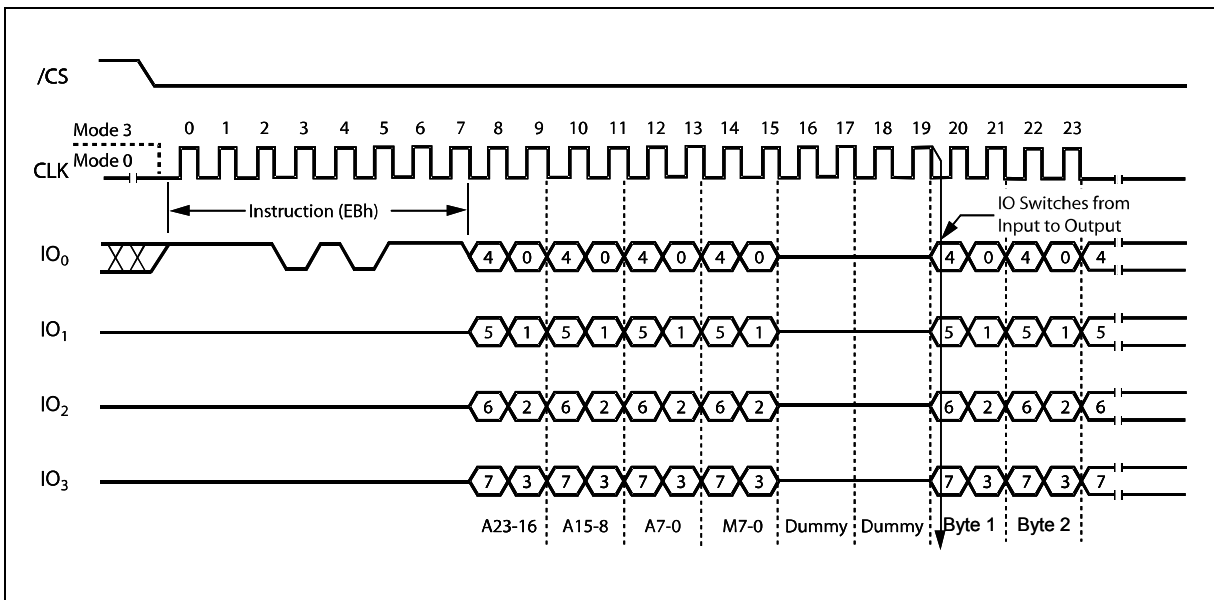 /CS
Mode 3
0 1 2 3 4 5 6 7 8 9 10 11 12 13 14 15 16 17 18 19 20 21 22 23
CLK
Mode 0
Instruction (EBh)
IO Switches from
Input to Output
IO0
4 0 4 0 4 0 4 0 4 0 4 0 4
IO1
5 1 5 1 5 1 5 1 5 1 5 1 5
IO2
6 2 6 2 6 2 6 2 6 2 6 2 6
IO3
7 3 7 3 7 3 7 3 7 3 7 3 7
A23-16 A15-8 A7-0 M7-0 Dummy Dummy Byte 1 Byte 2